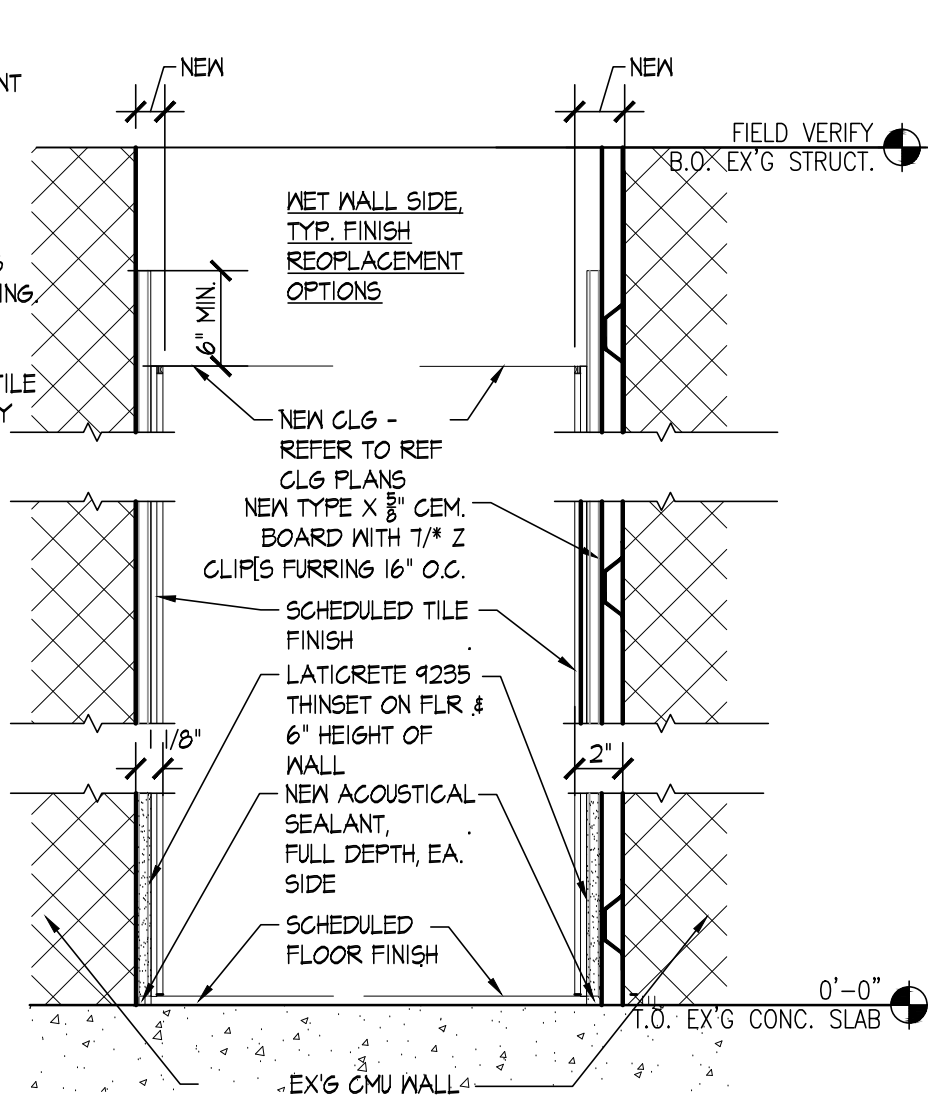 NT
NEW
NEW
FIELD VERIFY
B.O. EX'G STRUCT.
WET WALL SIDE,
TYP. FINISH
REOPLACEMENT
OPTIONS
S
ING.
6" MIN.
TILE
Y
NEW CLG -
REFER TO REF
CLG PLANS
NEW TYPE X 5/8" CEM.
BOARD WITH 7/* Z
CLIP[S FURRING 16" O.C.
SCHEDULED TILE
FINISH .
LATICRETE 9235
THINSET ON FLR &
6" HEIGHT OF
WALL
1 1/8"
2"
NEW ACOUSTICAL
SEALANT, .
FULL DEPTH, EA.
SIDE
SCHEDULED
FLOOR FINISH
0'-0"
T.O. EX'G CONC. SLAB
EX'G CMU WALL